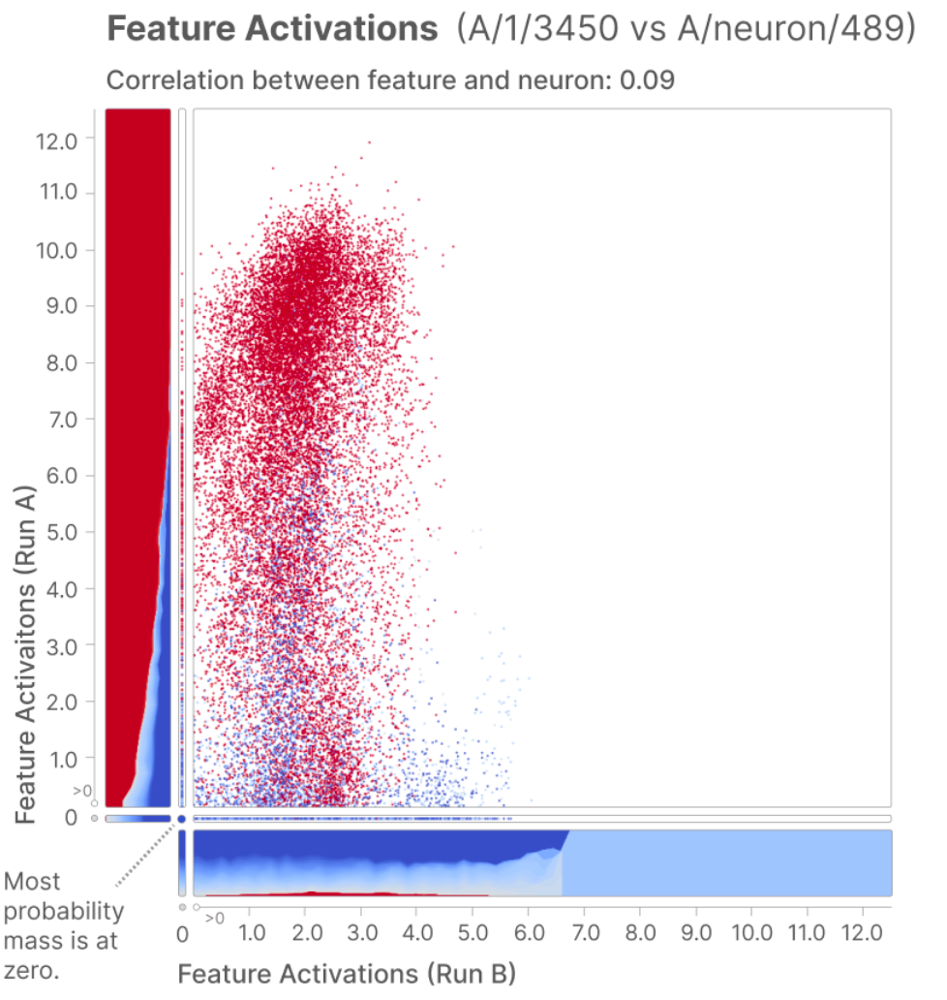 Feature Activations (A/1/3450 vs A/neuron/489)
Correlation between feature and neuron: 0.09
Feature Activaitons (Run A)
12.0
11.0
10.0
9.0
8.0
7.0
6.0
5.0
4.0
3.0
2.0
1.0
>0
0
Most
probability
mass is at
zero.
0
>0
1.0 2.0 3.0 4.0 5.0 6.0 7.0 8.0 9.0 10.0 11.0 12.0
Feature Activations (Run B)